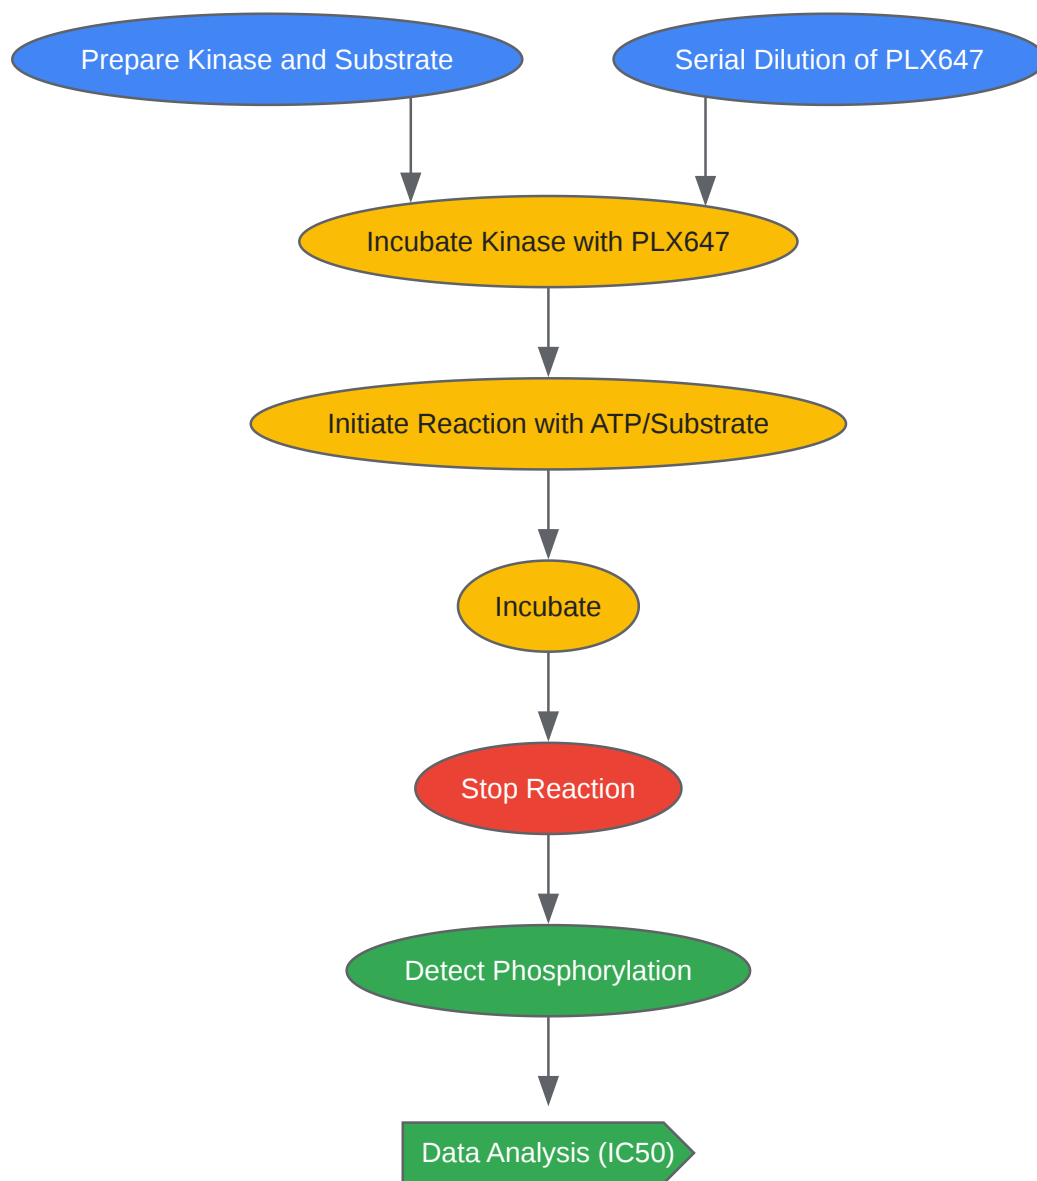 Prepare Kinase and Substrate
Serial Dilution of PLX647
Incubate Kinase with PLX647
Initiate Reaction with ATP/Substrate
Incubate
Stop Reaction
Detect Phosphorylation
Data Analysis (IC50)